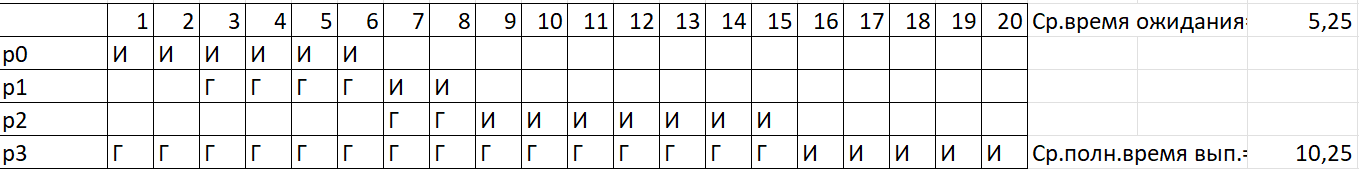 1 2 3 4 5 6 7 8 9 10 11 12 13 14 15 16 17 18 19 20 Ср.время ожидания= 5,25
p0 И И И И И И
p1 Г Г Г Г И И
p2 Г Г И И И И И И И
p3 Г Г Г Г Г Г Г Г Г Г Г Г Г Г Г И И И И И Ср.полн.время вып.= 10,25